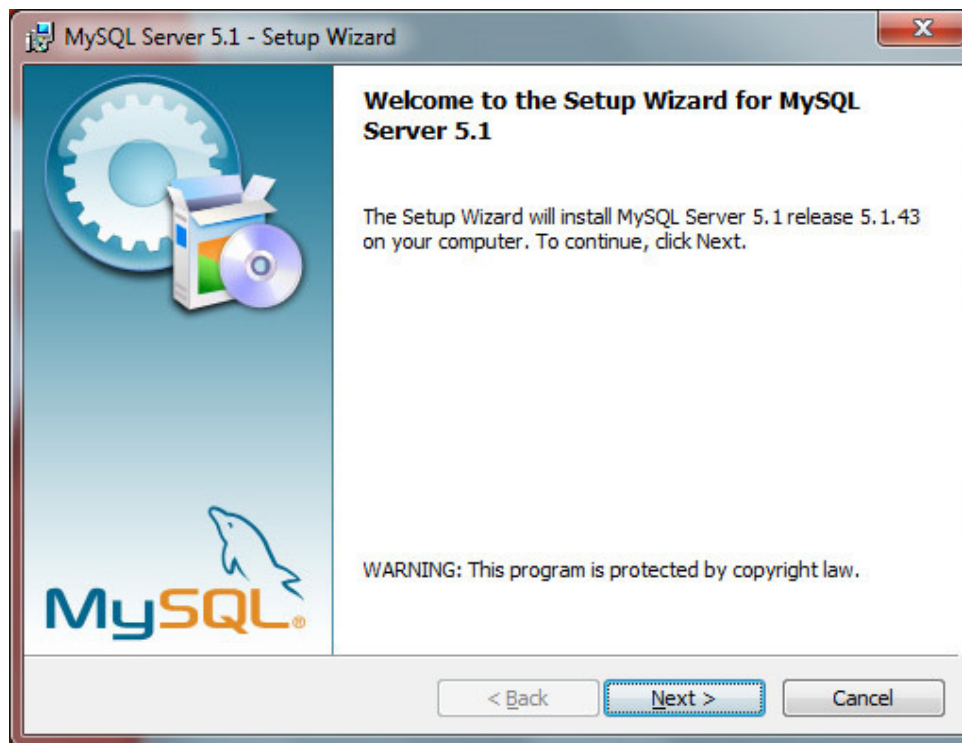 MySQL Server 5.1 - Setup Wizard
X
Welcome to the Setup Wizard for MySQL
Server 5.1
The Setup Wizard will install MySQL Server 5.1 release 5.1.43
on your computer. To continue, click Next.
WARNING: This program is protected by copyright law.
MySQL®
< Back Next > Cancel